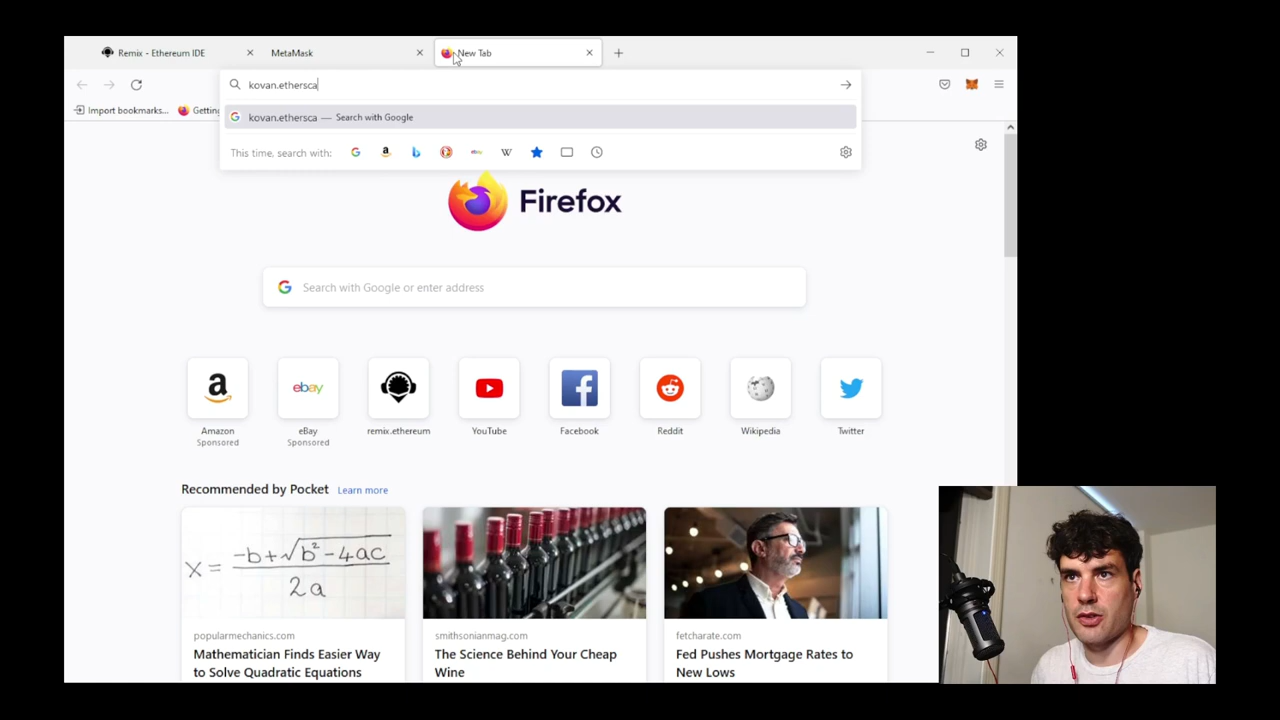 Remix - Ethereum IDE
MetaMask
New Tab
kovan.ethersca
Import bookmarks...
Getting
kovan.ethersca — Search with Google
This time, search with:
Firefox
Search with Google or enter address
Amazon
Sponsored
eBay
Sponsored
remix.ethereum
YouTube
Facebook
Reddit
Wikipedia
Twitter
Recommended by Pocket Learn more
x = -b+√b²-4ac
2a
popularmechanics.com
Mathematician Finds Easier Way
to Solve Quadratic Equations
smithsonianmag.com
The Science Behind Your Cheap
Wine
fetcharate.com
Fed Pushes Mortgage Rates to
New Lows